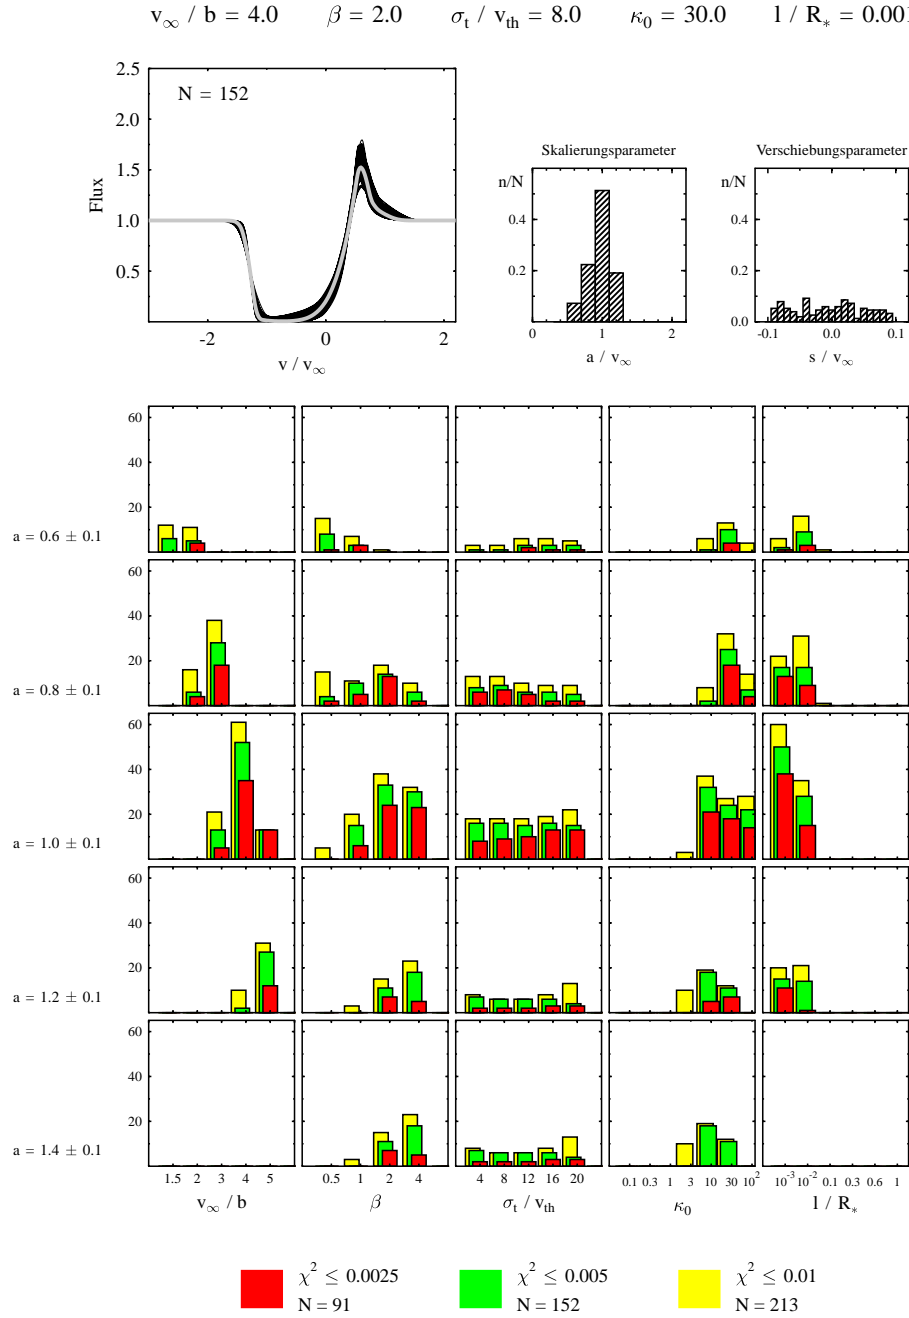 v∞ / b = 4.0 β = 2.0 σt / vth = 8.0 κ0 = 30.0 l / R* = 0.001
2.5
N = 152
2.0
1.5
1.0
0.5
Flux
-2 0 2
v / v∞
Skalierungsparameter
n/N
0.4
0.2
0 1 2
a / v∞
Verschiebungsparameter
n/N
0.4
0.2
0.0
-0.1 0.0 0.1
s / v∞
60
40
20
a = 0.6 ± 0.1
60
40
20
a = 0.8 ± 0.1
60
40
20
a = 1.0 ± 0.1
60
40
20
a = 1.2 ± 0.1
60
40
20
a = 1.4 ± 0.1
1.5 2 3 4 5
0.5 1 2 4
4 8 12 16 20
0.1 0.3 1 3 10 30 10²
10⁻³ 10⁻² 0.1 0.3 0.6 1
v∞ / b β σt / vth κ0 l / R*
χ² ≤ 0.0025 χ² ≤ 0.005 χ² ≤ 0.01
N = 91 N = 152 N = 213